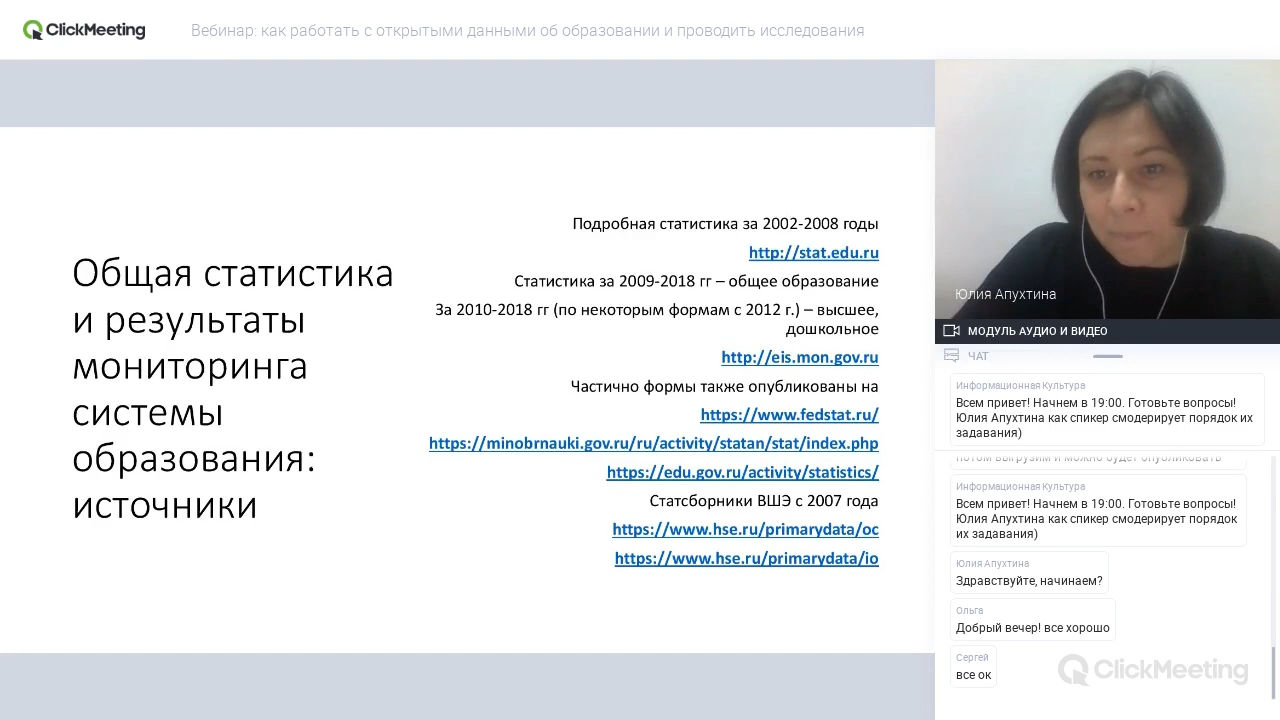 ClickMeeting
Вебинар: как работать с открытыми данными об образовании и проводить исследования
Общая статистика
и результаты
мониторинга
системы
образования:
источники
Подробная статистика за 2002-2008 годы
http://stat.edu.ru
Статистика за 2009-2018 гг – общее образование
За 2010-2018 гг (по некоторым формам с 2012 г.) – высшее,
дошкольное
http://eis.mon.gov.ru
Частично формы также опубликованы на
https://www.fedstat.ru/
https://minobrnauki.gov.ru/ru/activity/statan/stat/index.php
https://edu.gov.ru/activity/statistics/
Статсборники ВШЭ с 2007 года
https://www.hse.ru/primarydata/oc
https://www.hse.ru/primarydata/io
Юлия Апухтина
МОДУЛЬ АУДИО И ВИДЕО
ЧАТ
Информационная Культура
Всем привет! Начнем в 19:00. Готовьте вопросы!
Юлия Апухтина как спикер смодерирует порядок их
задавания)
потом выгрузим и можно будет опубликовать
Информационная Культура
Всем привет! Начнем в 19:00. Готовьте вопросы!
Юлия Апухтина как спикер смодерирует порядок
их задавания)
Юлия Апухтина
Здравствуйте, начинаем?
Ольга
Добрый вечер! все хорошо
Сергей
все ок
ClickMeeting